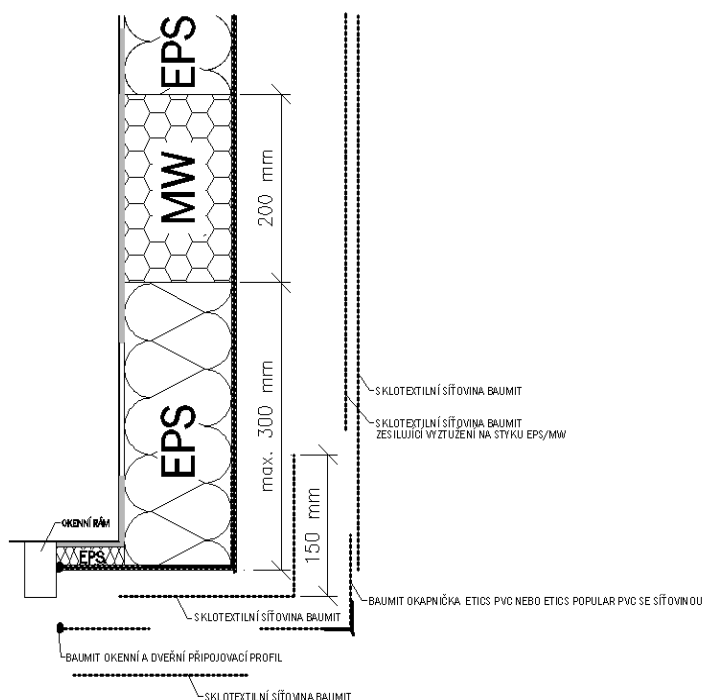 EPS
MW
200 mm
EPS
max. 300 mm
150 mm
SKLOTEXTILNÍ SÍŤOVINA BAUMIT
SKLOTEXTILNÍ SÍŤOVINA BAUMIT
ZESILUJÍCÍ VYZTUŽENÍ NA STYKU EPS/MW
OKENNÍ RÁM
EPS
BAUMIT OKAPNIČKA ETICS PVC NEBO ETICS POPULAR PVC SE SÍŤOVINOU
SKLOTEXTILNÍ SÍŤOVINA BAUMIT
BAUMIT OKENNÍ A DVEŘNÍ PŘIPOJOVACÍ PROFIL
SKLOTEXTILNÍ SÍŤOVINA BAUMIT